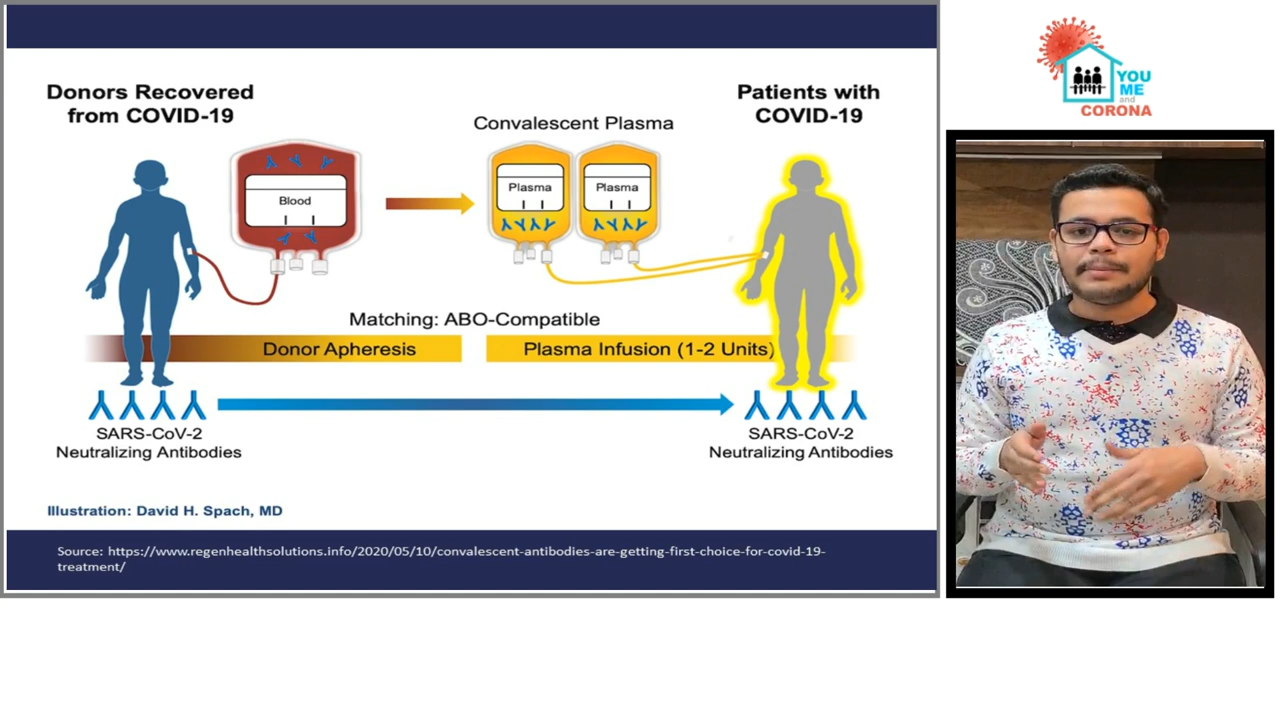 Donors Recovered
from COVID-19
Blood
Convalescent Plasma
Plasma
Plasma
Patients with
COVID-19
Matching: ABO-Compatible
Donor Apheresis
Plasma Infusion (1-2 Units)
SARS-CoV-2
Neutralizing Antibodies
SARS-CoV-2
Neutralizing Antibodies
Illustration: David H. Spach, MD
Source: https://www.regenhealthsolutions.info/2020/05/10/convalescent-antibodies-are-getting-first-choice-for-covid-19-
treatment/
YOU
ME
and
CORONA